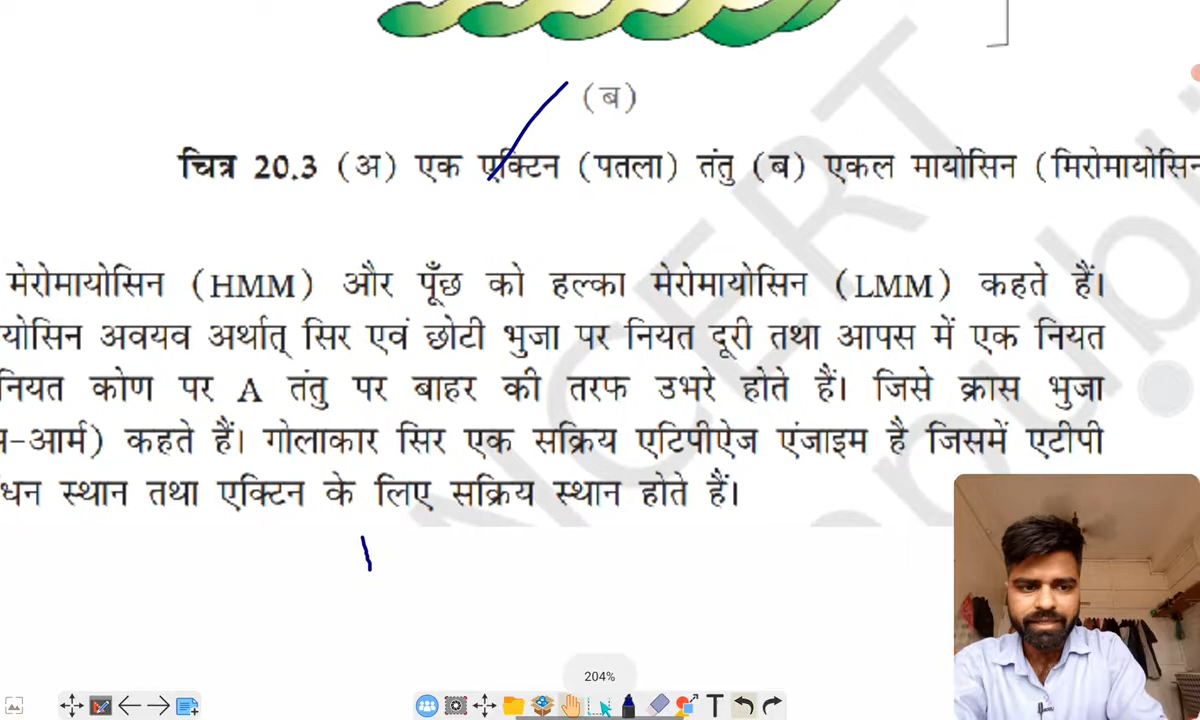 (ब)
चित्र 20.3 (अ) एक एक्टिन (पतला) तंतु (ब) एकल मायोसिन (मिरोमायोसिन
मेरोमायोसिन (HMM) और पूँछ को हल्का मेरोमायोसिन (LMM) कहते हैं।
योसिन अवयव अर्थात् सिर एवं छोटी भुजा पर नियत दूरी तथा आपस में एक नियत
नियत कोण पर A तंतु पर बाहर की तरफ उभरे होते हैं। जिसे क्रास भुजा
-आर्म) कहते हैं। गोलाकार सिर एक सक्रिय एटिपीऐज एंजाइम है जिसमें एटीपी
धन स्थान तथा एक्टिन के लिए सक्रिय स्थान होते हैं।
NCERT
204%